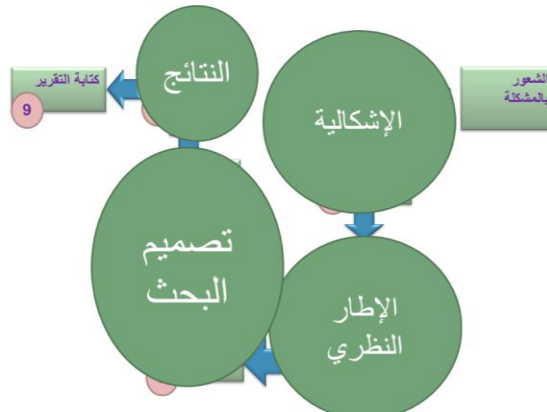 الشعور
بالمشكلة
الإشكالية
الإطار
النظري
تصميم
البحث
النتائج
كتابة التقرير
9